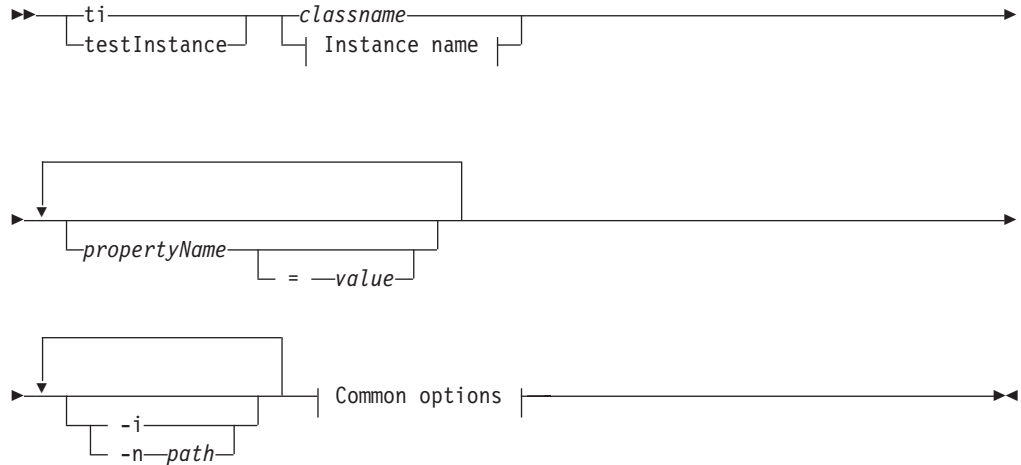 ti classname
testInstance Instance name
propertyName
= value
Common options
-i
-n path